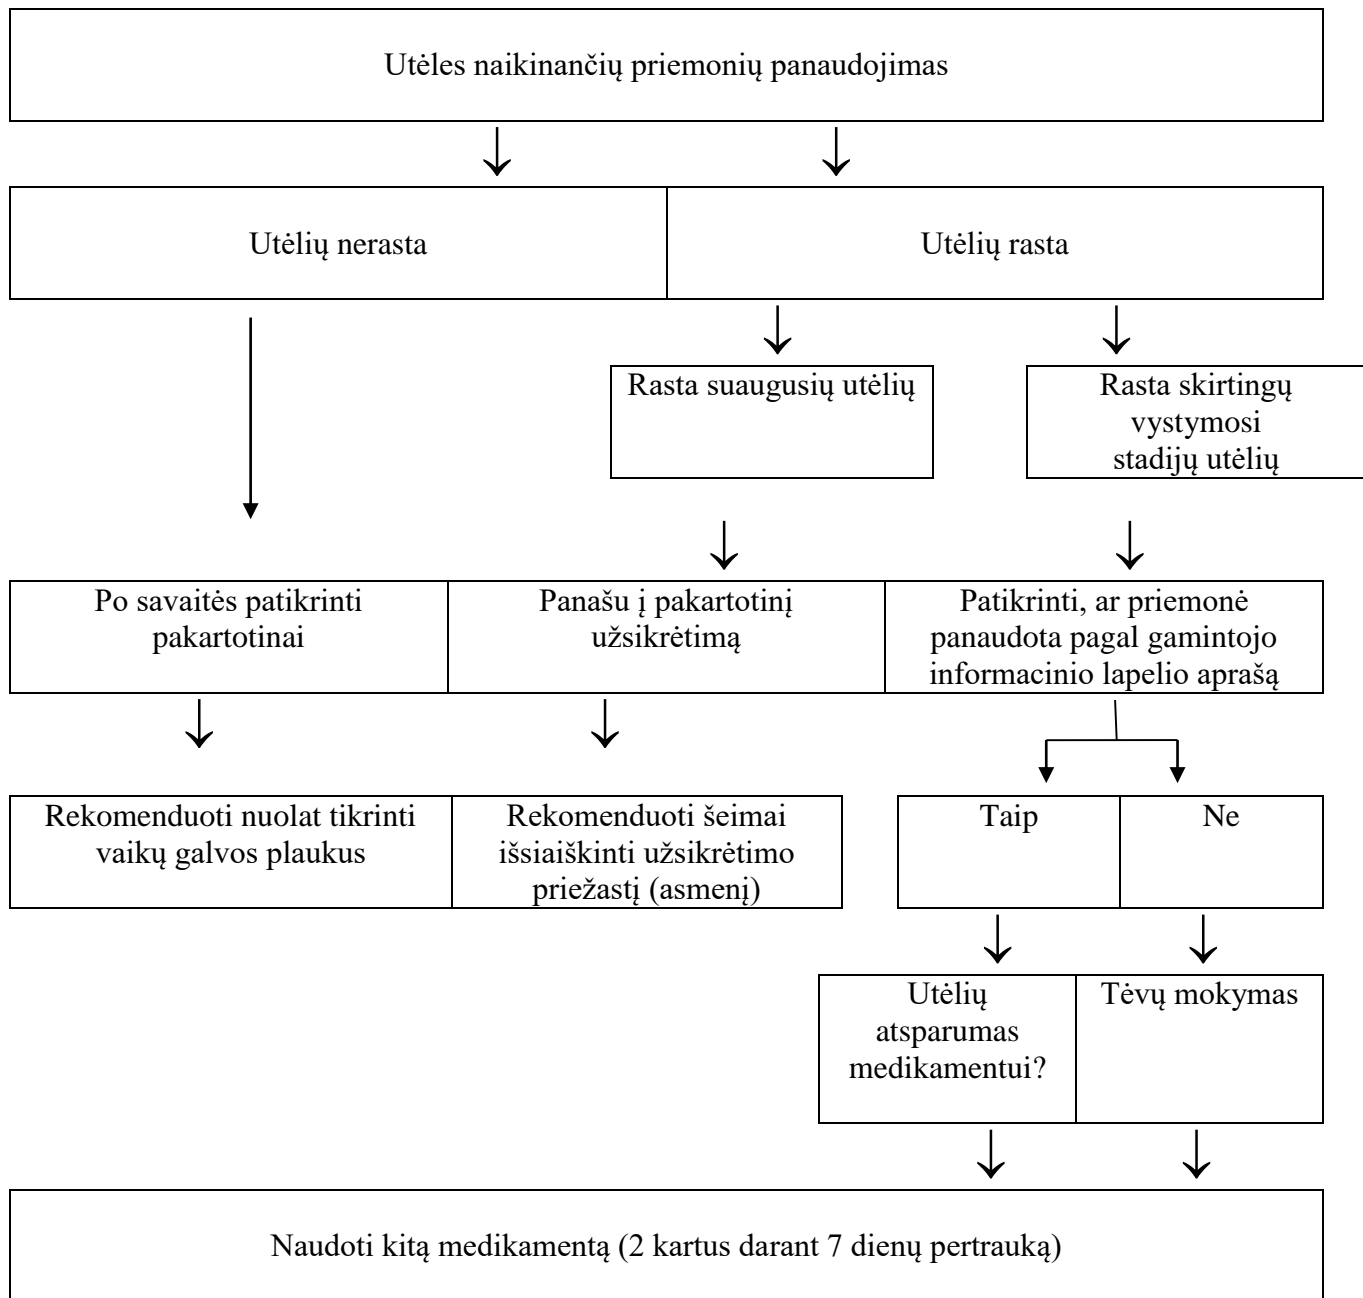 Utėles naikinančių priemonių panaudojimas
Utėlių nerasta
Utėlių rasta
Rasta suaugusių utėlių
Rasta skirtingų
vystymosi
stadijų utėlių
Po savaitės patikrinti
pakartotinai
Panašu į pakartotinį
užsikrėtimą
Patikrinti, ar priemonė
panaudota pagal gamintojo
informacinio lapelio aprašą
Rekomenduoti nuolat tikrinti
vaikų galvos plaukus
Rekomenduoti šeimai
išsiaiškinti užsikrėtimo
priežastį (asmenį)
Taip
Ne
Utėlių
atsparumas
medikamentui?
Tėvų mokymas
Naudoti kitą medikamentą (2 kartus darant 7 dienų pertrauką)